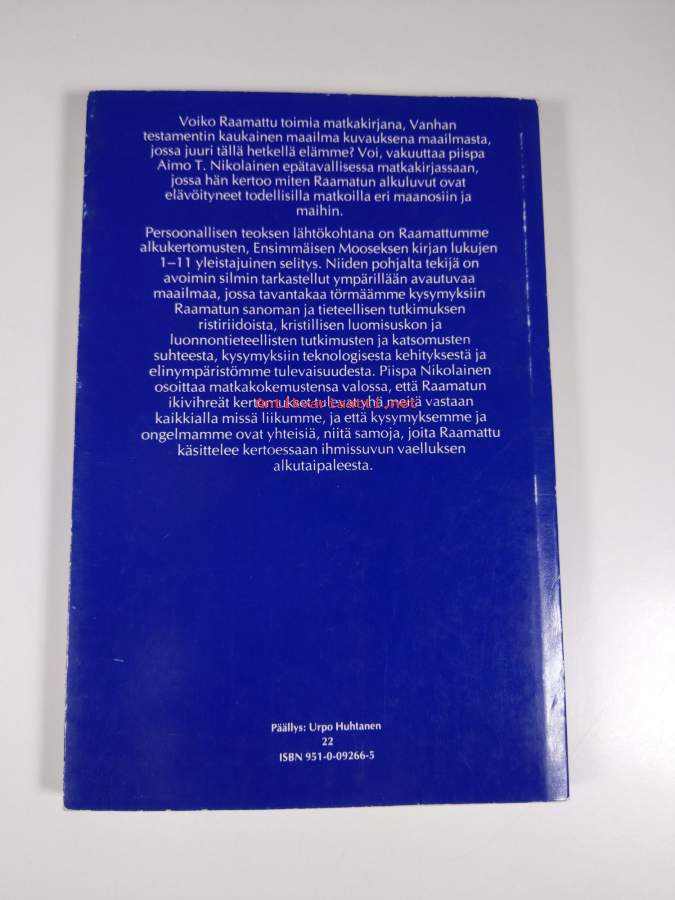 Voiko Raamattu toimia matkakirjana, Vanhan
testamentin kaukainen maailma kuvauksena maailmasta,
jossa juuri tällä hetkellä elämme? Voi, vakuuttaa piispa
Aimo T. Nikolainen epätavallisessa matkakirjassaan,
jossa hän kertoo miten Raamatun alkuluvut ovat
elävöityneet todellisilla matkoilla eri maanosiin ja
maihin.
Persoonallisen teoksen lähtökohtana on Raamattumme
alkukertomusten, Ensimmäisen Mooseksen kirjan lukujen
1–11 yleistajuinen selitys. Niiden pohjalta tekijä on
avoimin silmin tarkastellut ympärillään avautuvaa
maailmaa, jossa tavantakaa törmäämme kysymyksiin
Raamatun sanoman ja tieteellisen tutkimuksen
ristiriidoista, kristillisen luomisuskon ja
luonnontieteellisten tutkimusten ja katsomusten
suhteesta, kysymyksiin teknologisesta kehityksestä ja
elinympäristömme tulevaisuudesta. Piispa Nikolainen
osoittaa matkakokemustensa valossa, että Raamatun
ikivihreät kertomukset tulevat yhä meitä vastaan
Antikvariaatti.net
kaikkialla missä liikumme, ja että kysymyksemme ja
ongelmamme ovat yhteisiä, niitä samoja, joita Raamattu
käsittelee kertoessaan ihmissuvun vaelluksen
alkutaipaleesta.
Päällys: Urpo Huhtanen
22
ISBN 951-0-09266-5